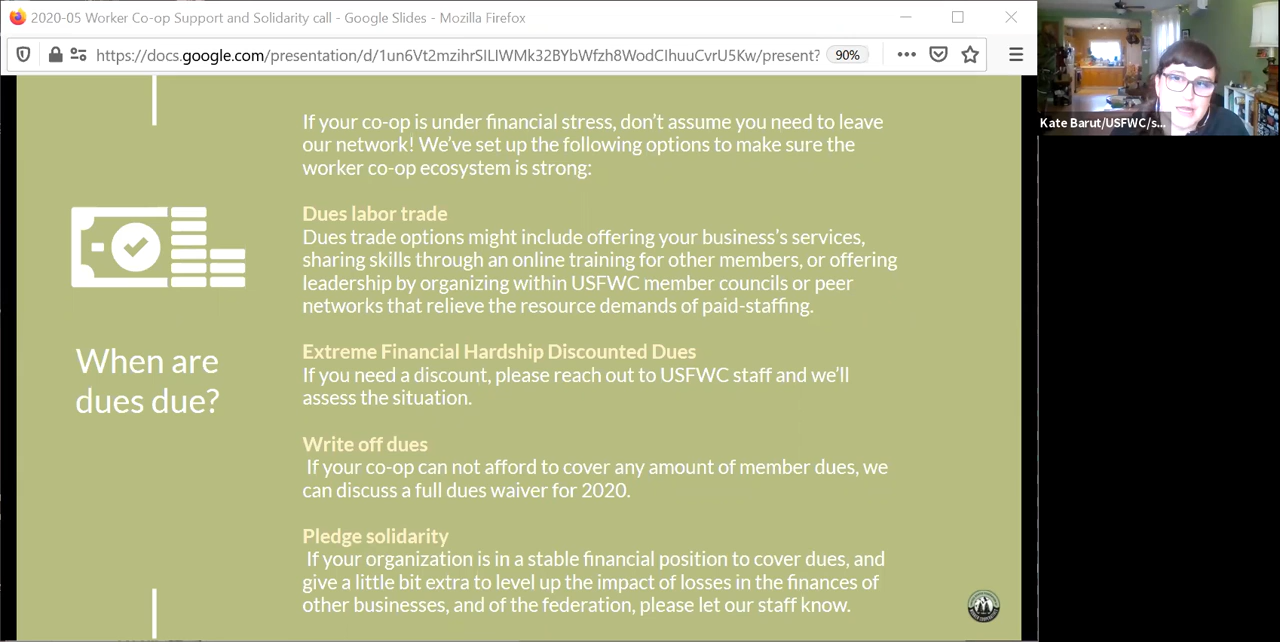 2020-05 Worker Co-op Support and Solidarity call - Google Slides - Mozilla Firefox
https://docs.google.com/presentation/d/1un6Vt2mzihrSlLIWMk32BYbWfzh8WodCIhuuCvrU5Kw/present?
90%
Kate Barut/USFWC/s...
If your co-op is under financial stress, don't assume you need to leave
our network! We've set up the following options to make sure the
worker co-op ecosystem is strong:
Dues labor trade
Dues trade options might include offering your business's services,
sharing skills through an online training for other members, or offering
leadership by organizing within USFWC member councils or peer
networks that relieve the resource demands of paid-staffing.
When are
dues due?
Extreme Financial Hardship Discounted Dues
If you need a discount, please reach out to USFWC staff and we'll
assess the situation.
Write off dues
If your co-op can not afford to cover any amount of member dues, we
can discuss a full dues waiver for 2020.
Pledge solidarity
If your organization is in a stable financial position to cover dues, and
give a little bit extra to level up the impact of losses in the finances of
other businesses, and of the federation, please let our staff know.